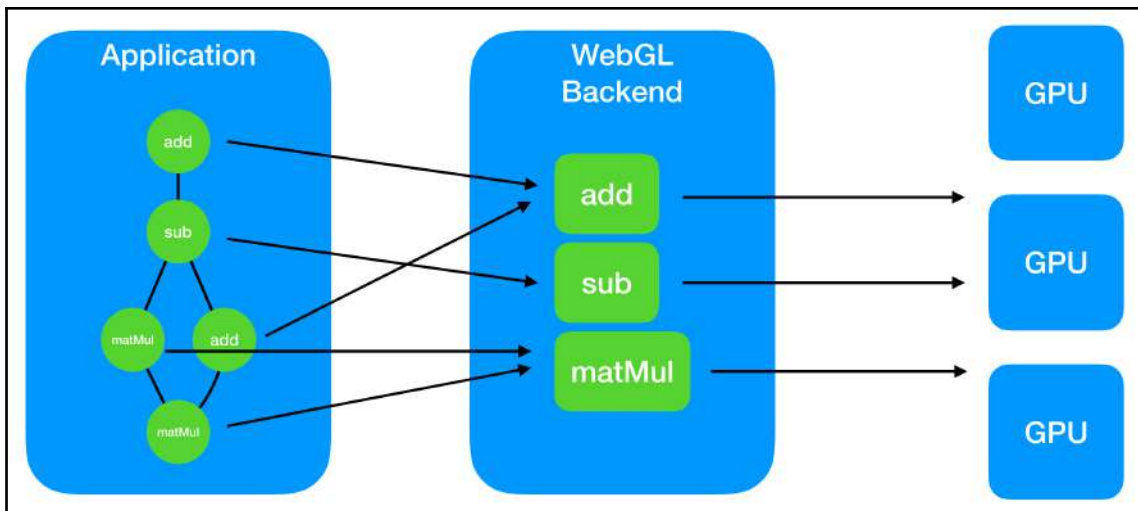 Application
add
sub
matMul
add
matMul
WebGL
Backend
add
sub
matMul
GPU
GPU
GPU